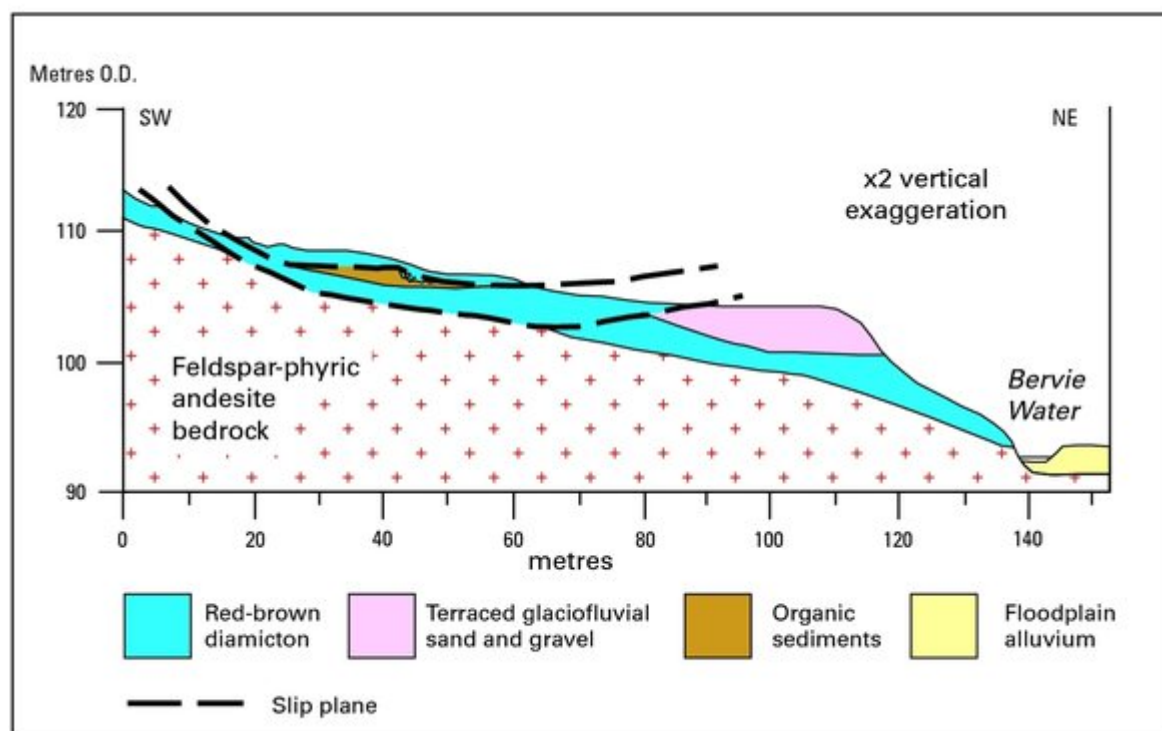 Metres O.D.
120
SW
NE
x2 vertical
exaggeration
110
100
Feldspar-phyric
andesite
bedrock
Bervie
Water
90
0
20
40
60
80
100
120
140
metres
Red-brown
diamicton
Terraced glaciofluvial
sand and gravel
Organic
sediments
Floodplain
alluvium
Slip plane